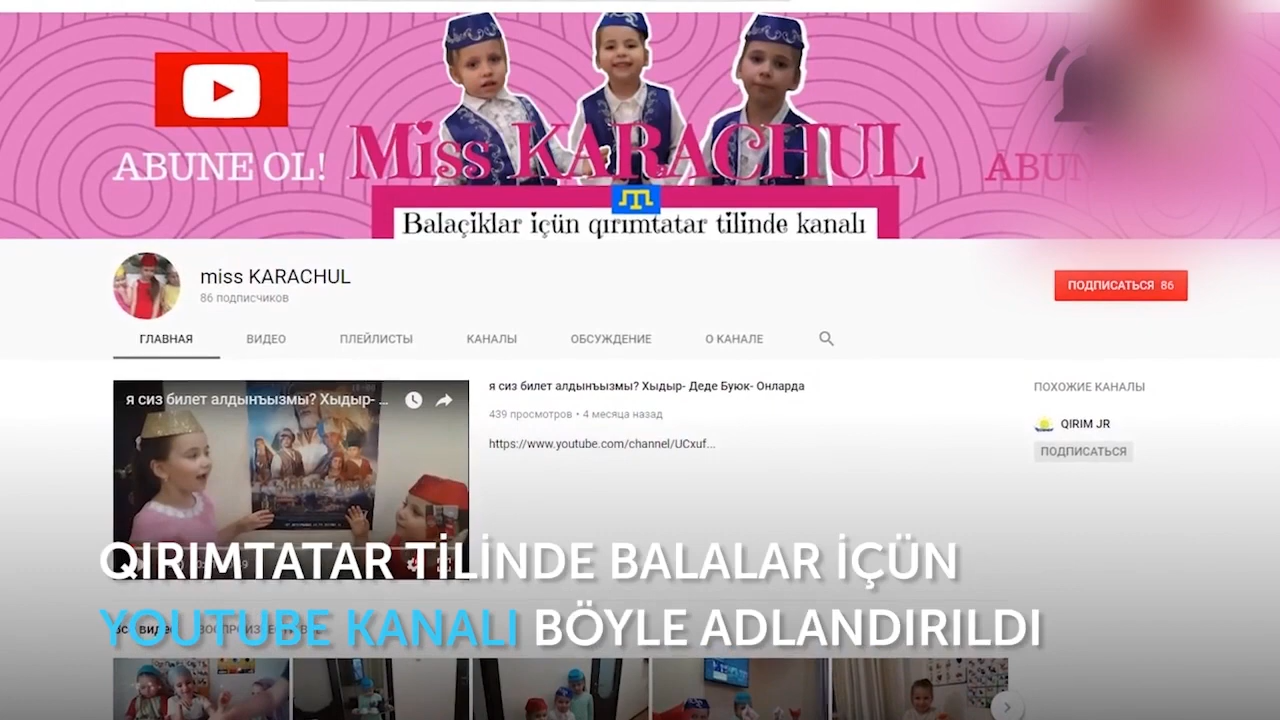 ABUNE OL!
Miss KARACHUL
ABUN
Balaçiklar içün qırımtatar tilinde kanalı
miss KARACHUL
86 подписчиков
ПОДПИСАТЬСЯ 86
ГЛАВНАЯ ВИДЕО ПЛЕЙЛИСТЫ КАНАЛЫ ОБСУЖДЕНИЕ О КАНАЛЕ
я сиз билет алдынъызмы? Хыдыр- ...
я сиз билет алдынъызмы? Хыдыр- Деде Буюк- Онларда
439 просмотров • 4 месяца назад
https://www.youtube.com/channel/UCxuf...
ПОХОЖИЕ КАНАЛЫ
QIRIM JR
ПОДПИСАТЬСЯ
QIRIMTATAR TİLİNDE BALALAR İÇÜN
YOUTUBE KANALI BÖYLE ADLANDIRILDI